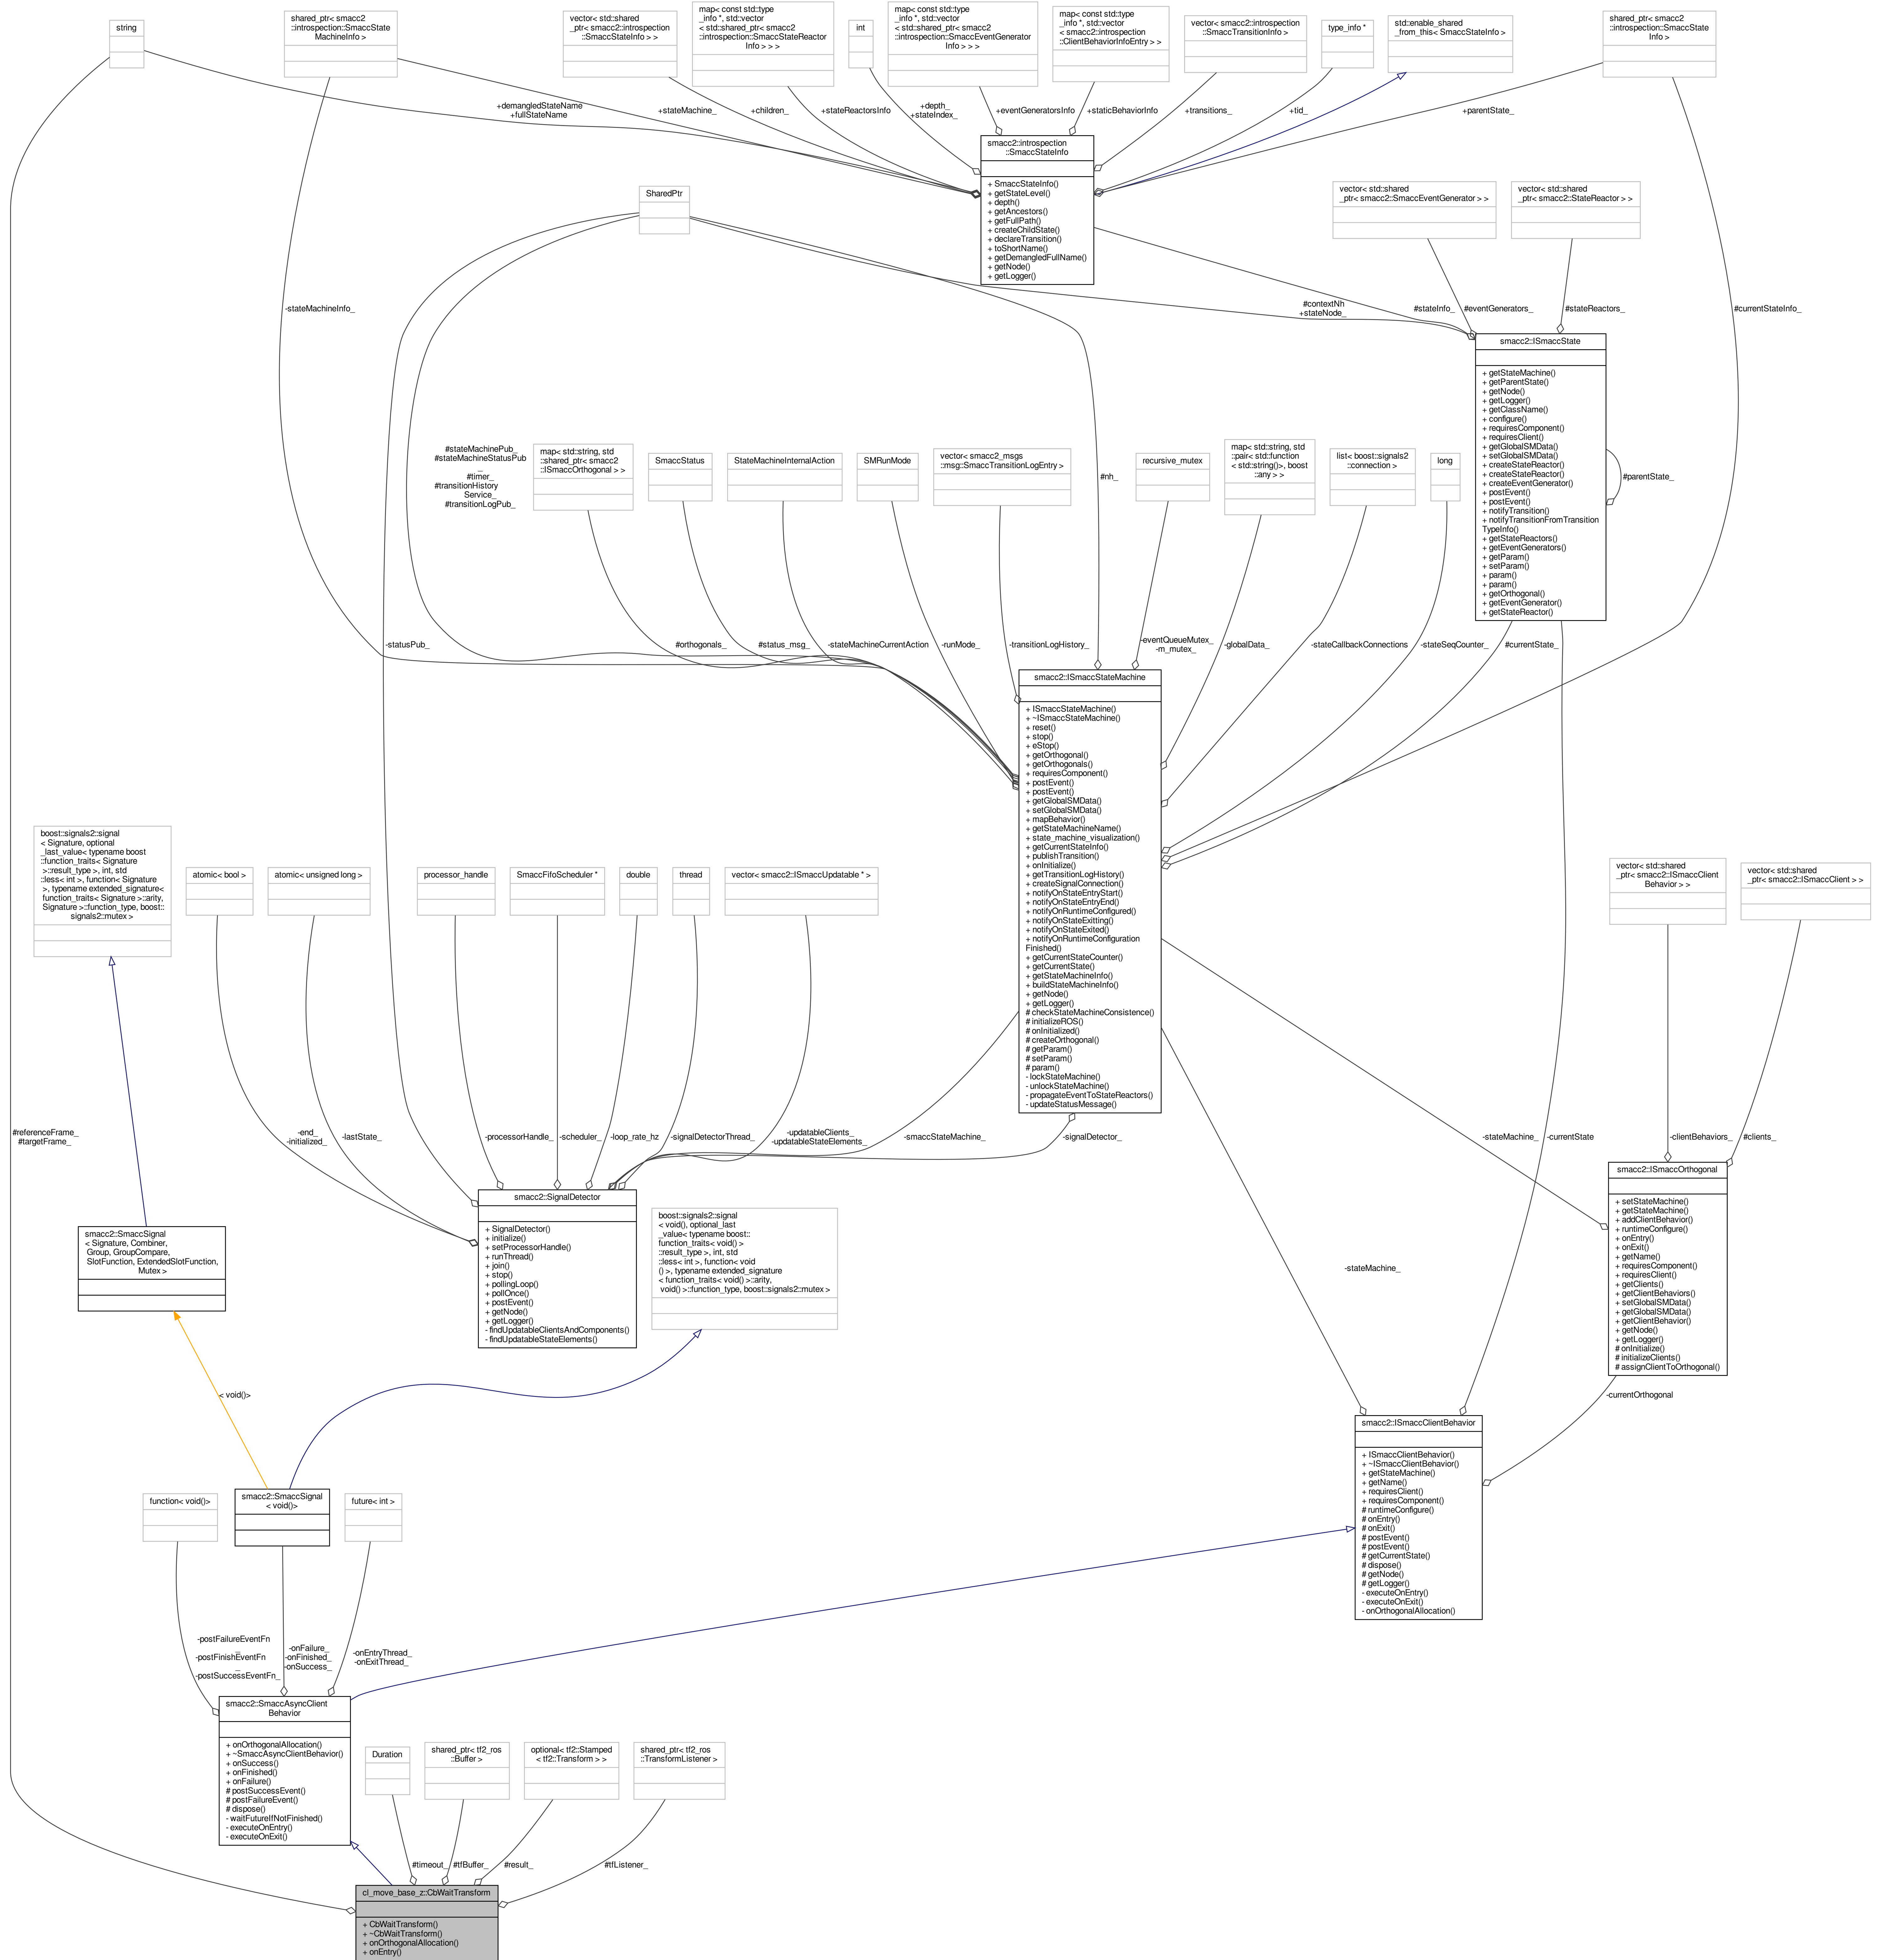 string
shared_ptr< smacc2
::introspection::SmaccState
MachineInfo >
vector< std::shared
_ptr< smacc2::introspection
::SmaccStateInfo > >
map< const std::type
_info *, std::vector
< std::shared_ptr< smacc2
::introspection::SmaccStateReactor
Info > > >
int
map< const std::type
_info *, std::vector
< std::shared_ptr< smacc2
::introspection::SmaccEventGenerator
Info > > >
map< const std::type
_info *, std::vector
< smacc2::introspection
::ClientBehaviorInfoEntry > >
vector< smacc2::introspection
::SmaccTransitionInfo >
type_info *
std::enable_shared
_from_this< SmaccStateInfo >
shared_ptr< smacc2
::introspection::SmaccState
Info >
+demangledStateName
+fullStateName
+stateMachine_
+children_
+stateReactorsInfo
+depth_
+stateIndex_
+eventGeneratorsInfo
+staticBehaviorInfo
+transitions_
+tid_
+parentState_
smacc2::introspection
::SmaccStateInfo
+ SmaccStateInfo()
+ getStateLevel()
+ depth()
+ getAncestors()
+ getFullPath()
+ createChildState()
+ declareTransition()
+ toShortName()
+ getDemangledFullName()
+ getNode()
+ getLogger()
SharedPtr
vector< std::shared
_ptr< smacc2::SmaccEventGenerator > >
vector< std::shared
_ptr< smacc2::StateReactor > >
-stateMachineInfo_
#contextNh
+stateNode_
#stateInfo_
#eventGenerators_
#stateReactors_
#currentStateInfo_
smacc2::ISmaccState
+ getStateMachine()
+ getParentState()
+ getNode()
+ getLogger()
+ getClassName()
+ configure()
+ requiresComponent()
+ requiresClient()
+ getGlobalSMData()
+ setGlobalSMData()
+ createStateReactor()
+ createStateReactor()
+ createEventGenerator()
+ postEvent()
+ postEvent()
+ notifyTransition()
+ notifyTransitionFromTransition
TypeInfo()
+ getStateReactors()
+ getEventGenerators()
+ getParam()
+ setParam()
+ param()
+ param()
+ getOrthogonal()
+ getEventGenerator()
+ getStateReactor()
#parentState_
#stateMachinePub_
#stateMachineStatusPub
_
#timer_
#transitionHistory
Service_
#transitionLogPub_
map< std::string, std
::shared_ptr< smacc2
::ISmaccOrthogonal > >
SmaccStatus
StateMachineInternalAction
SMRunMode
vector< smacc2_msgs
::msg::SmaccTransitionLogEntry >
#nh_
recursive_mutex
map< std::string, std
::pair< std::function
< std::string()>, boost
::any > >
list< boost::signals2
::connection >
long
-statusPub_
#orthogonals_
#status_msg_
-stateMachineCurrentAction
-runMode_
-transitionLogHistory_
-eventQueueMutex_
-m_mutex_
-globalData_
-stateCallbackConnections
-stateSeqCounter_
#currentState_
smacc2::ISmaccStateMachine
+ ISmaccStateMachine()
+ ~ISmaccStateMachine()
+ reset()
+ stop()
+ eStop()
+ getOrthogonal()
+ getOrthogonals()
+ requiresComponent()
+ postEvent()
+ postEvent()
+ getGlobalSMData()
+ setGlobalSMData()
+ mapBehavior()
+ getStateMachineName()
+ state_machine_visualization()
+ getCurrentStateInfo()
+ publishTransition()
+ onInitialize()
+ getTransitionLogHistory()
+ createSignalConnection()
+ notifyOnStateEntryStart()
+ notifyOnStateEntryEnd()
+ notifyOnRuntimeConfigured()
+ notifyOnStateExitting()
+ notifyOnStateExited()
+ notifyOnRuntimeConfiguration
Finished()
+ getCurrentStateCounter()
+ getCurrentState()
+ getStateMachineInfo()
+ buildStateMachineInfo()
+ getNode()
+ getLogger()
# checkStateMachineConsistence()
# initializeROS()
# onInitialized()
# createOrthogonal()
# getParam()
# setParam()
# param()
- lockStateMachine()
- unlockStateMachine()
- propagateEventToStateReactors()
- updateStatusMessage()
boost::signals2::signal
< Signature, optional
_last_value< typename boost
::function_traits< Signature
>::result_type >, int, std
::less< int >, function< Signature
>, typename extended_signature<
function_traits< Signature >::arity,
Signature >::function_type, boost::
signals2::mutex >
atomic< bool >
atomic< unsigned long >
processor_handle
SmaccFifoScheduler *
double
thread
vector< smacc2::ISmaccUpdatable * >
vector< std::shared
_ptr< smacc2::ISmaccClient
Behavior > >
vector< std::shared
_ptr< smacc2::ISmaccClient > >
#referenceFrame_
#targetFrame_
-end_
-initialized_
-lastState_
-processorHandle_
-scheduler_
-loop_rate_hz
-signalDetectorThread_
-updatableClients_
-updatableStateElements_
-smaccStateMachine_
-signalDetector_
-stateMachine_
-currentState
-clientBehaviors_
#clients_
smacc2::SmaccSignal
< Signature, Combiner,
Group, GroupCompare,
SlotFunction, ExtendedSlotFunction,
Mutex >
smacc2::SignalDetector
+ SignalDetector()
+ initialize()
+ setProcessorHandle()
+ runThread()
+ join()
+ stop()
+ pollingLoop()
+ pollOnce()
+ postEvent()
+ getNode()
+ getLogger()
- findUpdatableClientsAndComponents()
- findUpdatableStateElements()
boost::signals2::signal
< void(), optional_last
_value< typename boost::
function_traits< void() >
::result_type >, int, std
::less< int >, function< void
() >, typename extended_signature
< function_traits< void() >::arity,
void() >::function_type, boost::signals2::mutex >
-stateMachine_
smacc2::ISmaccOrthogonal
+ setStateMachine()
+ getStateMachine()
+ addClientBehavior()
+ runtimeConfigure()
+ onEntry()
+ onExit()
+ getName()
+ requiresComponent()
+ requiresClient()
+ getClients()
+ getClientBehaviors()
+ setGlobalSMData()
+ getGlobalSMData()
+ getClientBehavior()
+ getNode()
+ getLogger()
# onInitialize()
# initializeClients()
# assignClientToOrthogonal()
< void()>
-currentOrthogonal
smacc2::ISmaccClientBehavior
+ ISmaccClientBehavior()
+ ~ISmaccClientBehavior()
+ getStateMachine()
+ getName()
+ requiresClient()
+ requiresComponent()
# runtimeConfigure()
# onEntry()
# onExit()
# postEvent()
# postEvent()
# getCurrentState()
# dispose()
# getNode()
# getLogger()
- executeOnEntry()
- executeOnExit()
- onOrthogonalAllocation()
function< void()>
smacc2::SmaccSignal
< void()>
future< int >
-postFailureEventFn
_
-postFinishEventFn
_
-postSuccessEventFn_
-onFailure_
-onFinished_
-onSuccess_
-onEntryThread_
-onExitThread_
smacc2::SmaccAsyncClient
Behavior
+ onOrthogonalAllocation()
+ ~SmaccAsyncClientBehavior()
+ onSuccess()
+ onFinished()
+ onFailure()
# postSuccessEvent()
# postFailureEvent()
# dispose()
- waitFutureIfNotFinished()
- executeOnEntry()
- executeOnExit()
Duration
shared_ptr< tf2_ros
::Buffer >
optional< tf2::Stamped
< tf2::Transform > >
shared_ptr< tf2_ros
::TransformListener >
#timeout_
#tfBuffer_
#result_
#tfListener_
cl_move_base_z::CbWaitTransform
+ CbWaitTransform()
+ ~CbWaitTransform()
+ onOrthogonalAllocation()
+ onEntry()